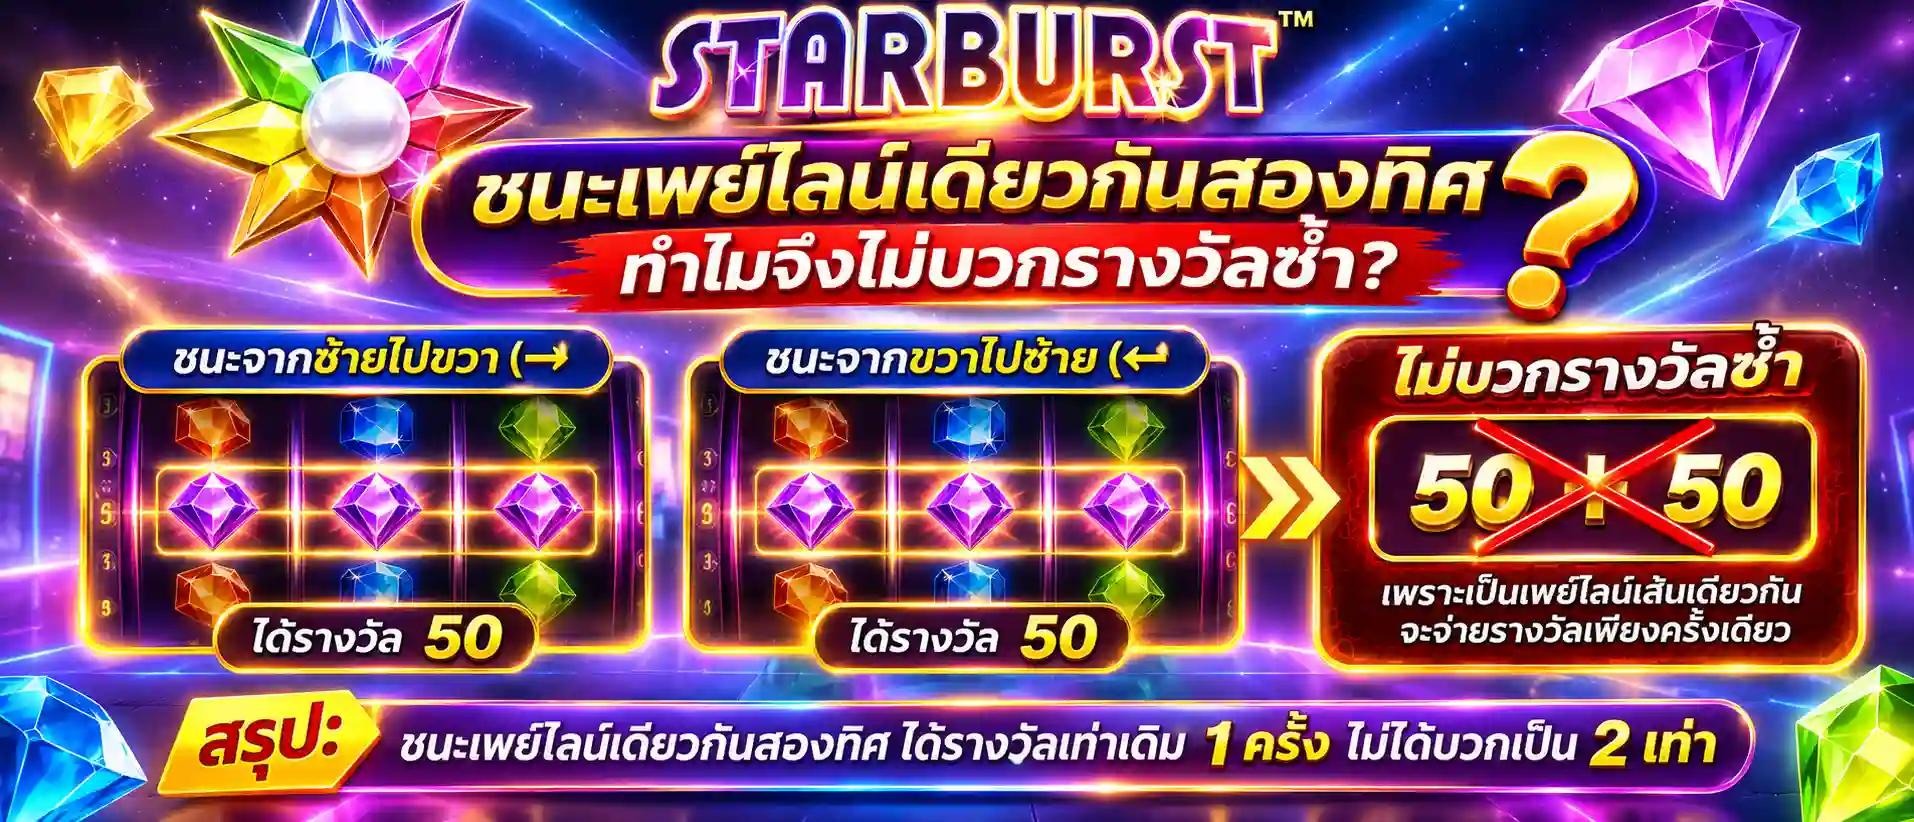 STARBURST™
ชนะเพย์ไลน์เดียวกันสองทิศ
ทำไมจึงไม่บวกรางวัลซ้ำ?
?
ชนะจากซ้ายไปขวา (→
ได้รางวัล 50
ชนะจากขวาไปซ้าย (↩
ได้รางวัล 50
ไม่บวกรางวัลซ้ำ
50 + 50
เพราะเป็นเพย์ไลน์เส้นเดียวกัน
จะจ่ายรางวัลเพียงครั้งเดียว
สรุป:
ชนะเพย์ไลน์เดียวกันสองทิศ ได้รางวัลเท่าเดิม 1 ครั้ง ไม่ได้บวกเป็น 2 เท่า